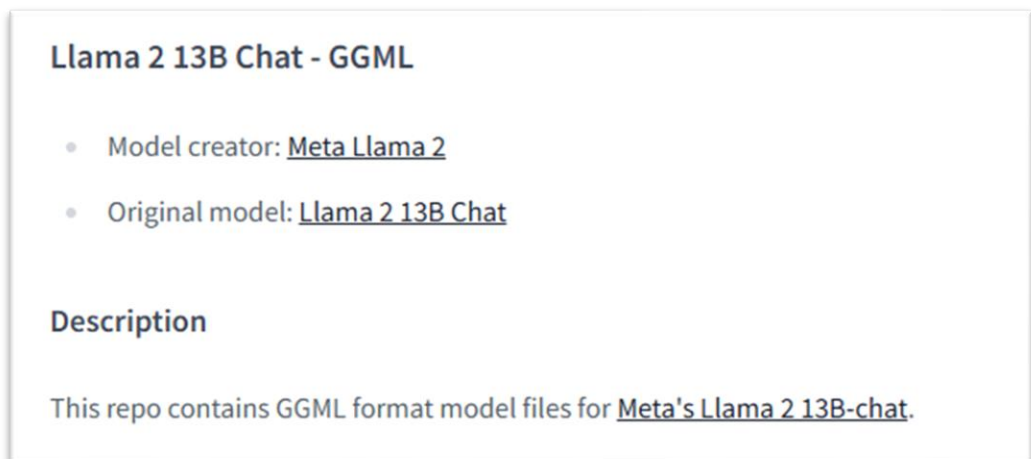 Llama 2 13B Chat - GGML
Model creator: Meta Llama 2
Original model: Llama 2 13B Chat
Description
This repo contains GGML format model files for Meta's Llama 2 13B-chat.